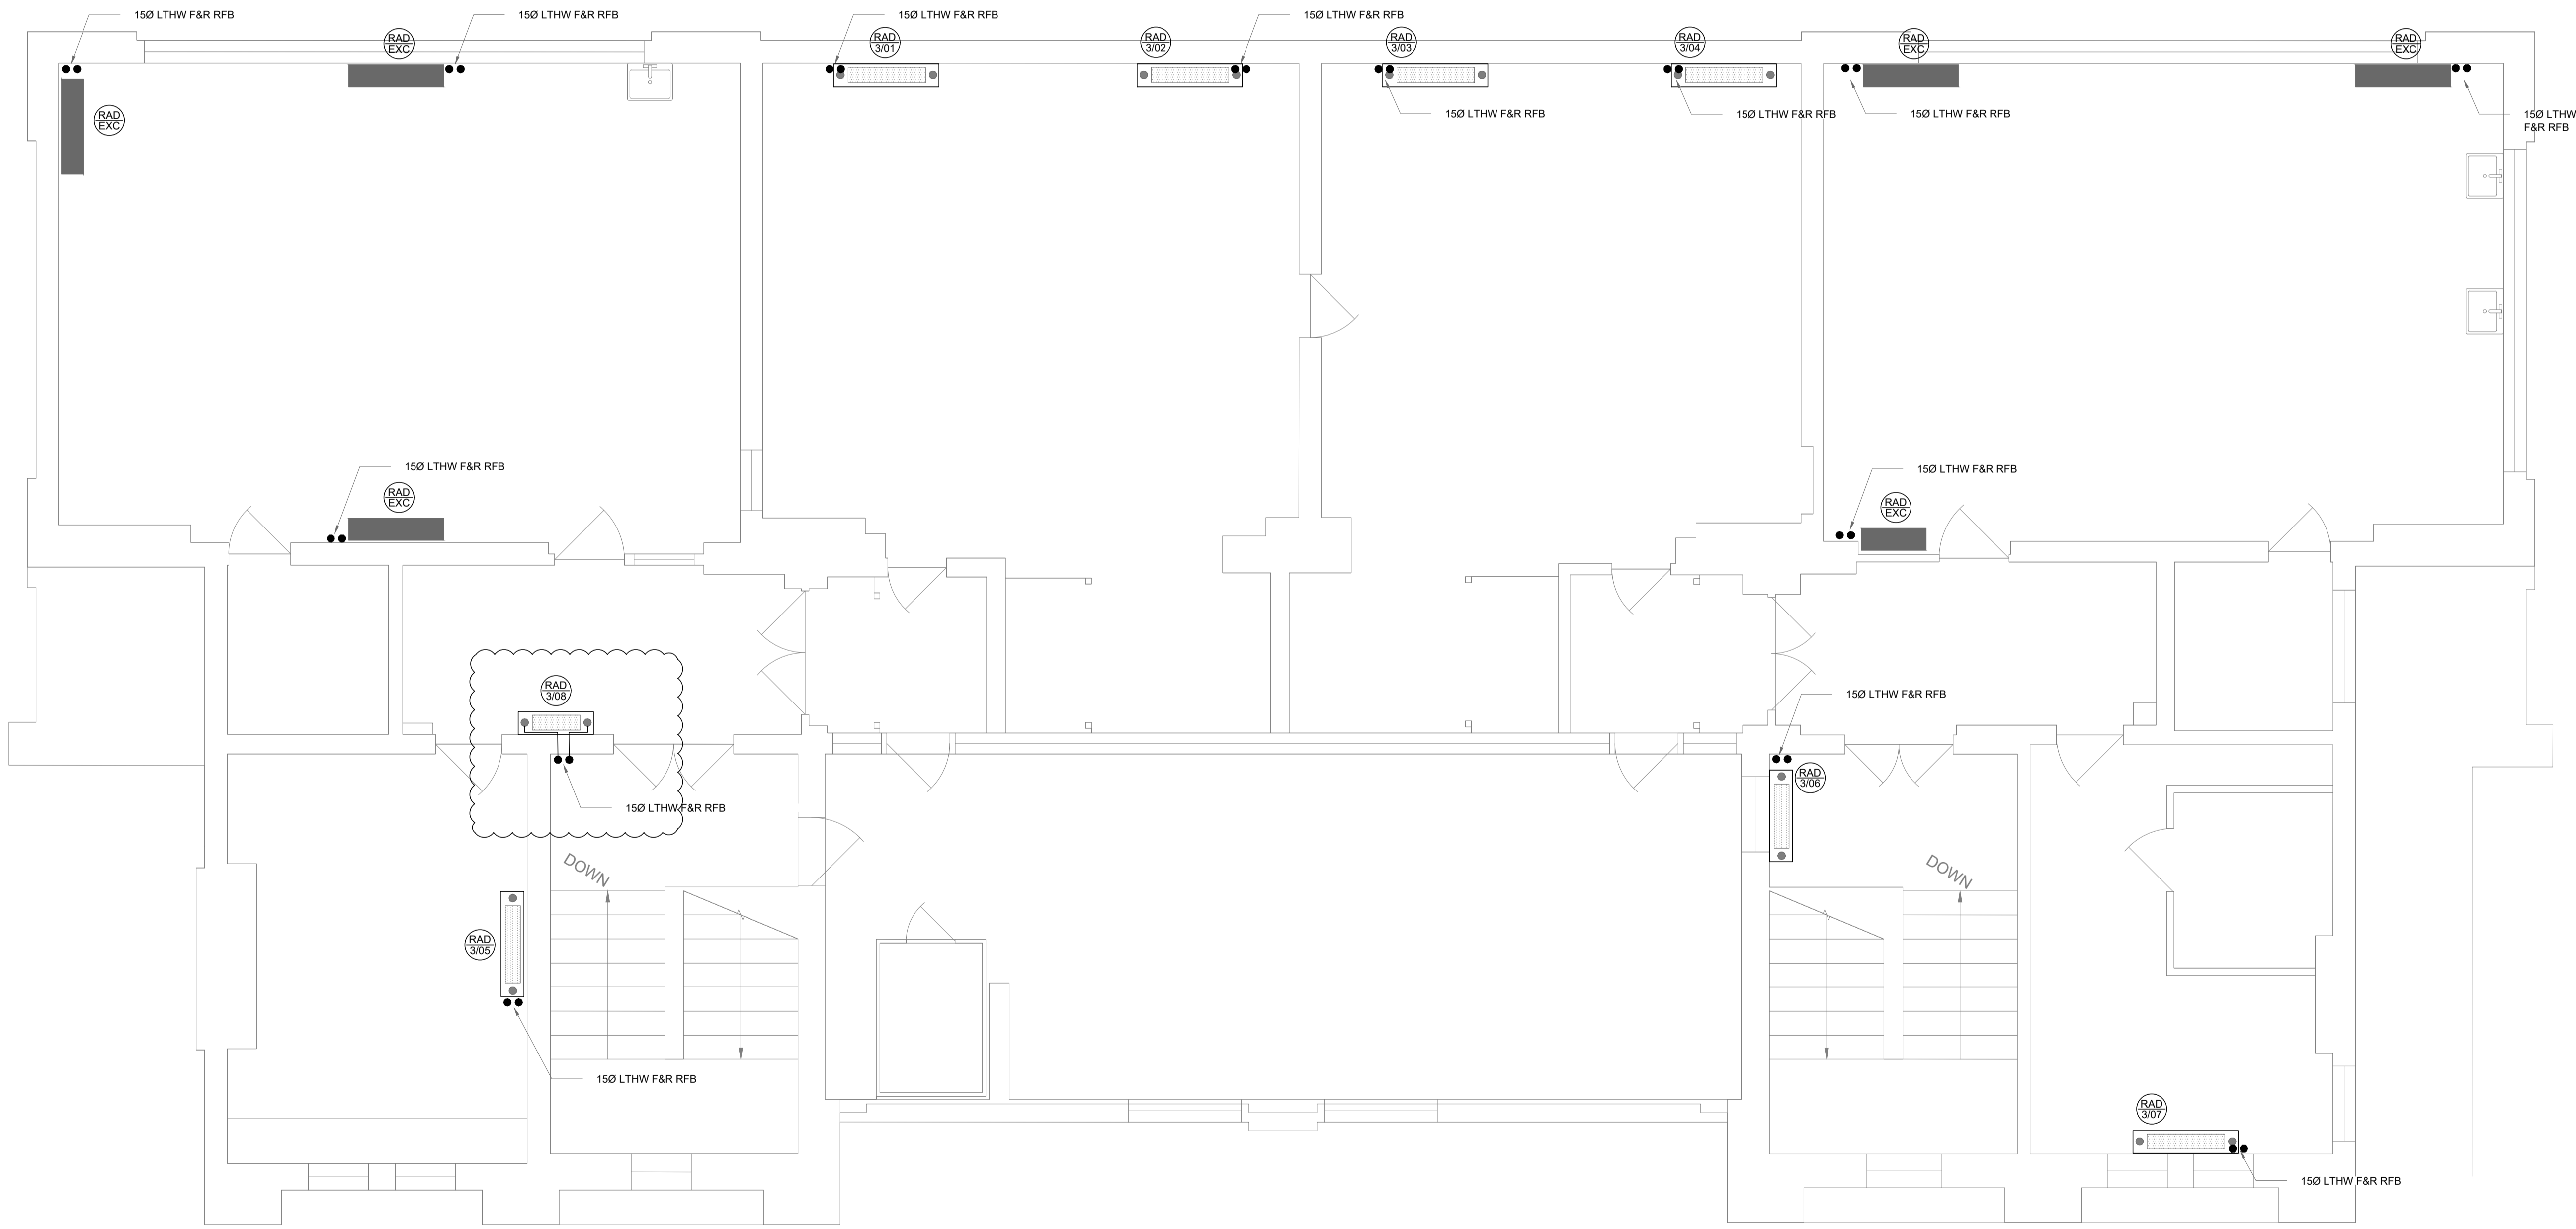 15Ø LTHW F&R RFB
15Ø LTHW F&R RFB
15Ø LTHW F&R RFB
15Ø LTHW F&R RFB
RAD
EXC
RAD
3/01
RAD
3/02
RAD
3/03
RAD
3/04
RAD
EXC
RAD
EXC
RAD
EXC
15Ø LTHW F&R RFB
15Ø LTHW F&R RFB
15Ø LTHW F&R RFB
15Ø LTHW
F&R RFB
15Ø LTHW F&R RFB
15Ø LTHW F&R RFB
RAD
EXC
RAD
EXC
RAD
3/08
15Ø LTHW F&R RFB
RAD
3/06
15Ø LTHW F&R RFB
DOWN
DOWN
RAD
3/05
15Ø LTHW F&R RFB
RAD
3/07
15Ø LTHW F&R RFB